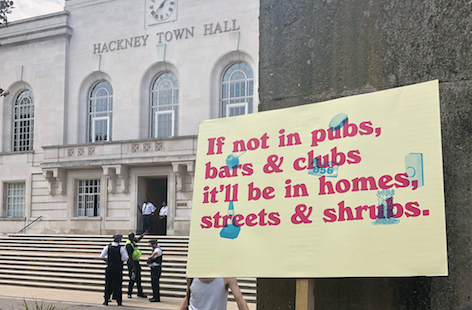 HACKNEY TOWN HALL
If not in pubs,
bars & clubs
it'll be in homes,
streets & shrubs.